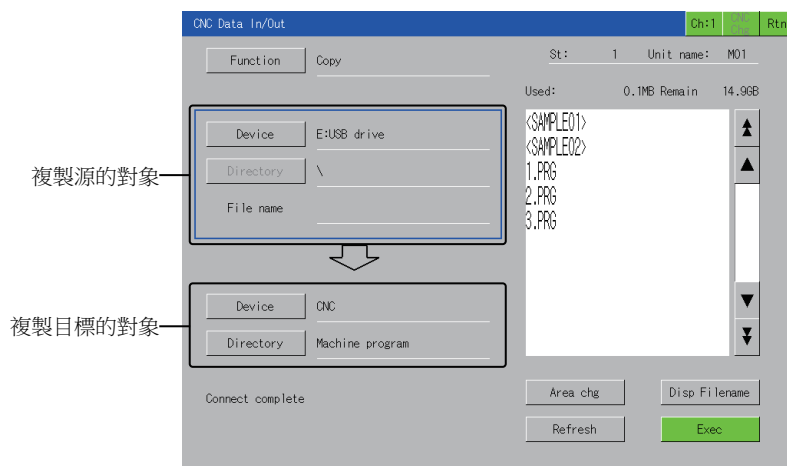 CNC Data In/Out Ch:1 CNC Chg Rtn
Function Copy
St: 1 Unit name: M01
Used: 0.1MB Remain 14.9GB
複製源的對象
Device E:USB drive
Directory \
File name
<SAMPLE01>
<SAMPLE02>
1.PRG
2.PRG
3.PRG
複製目標的對象
Device CNC
Directory Machine program
Connect complete
Area chg Disp Filename
Refresh Exec